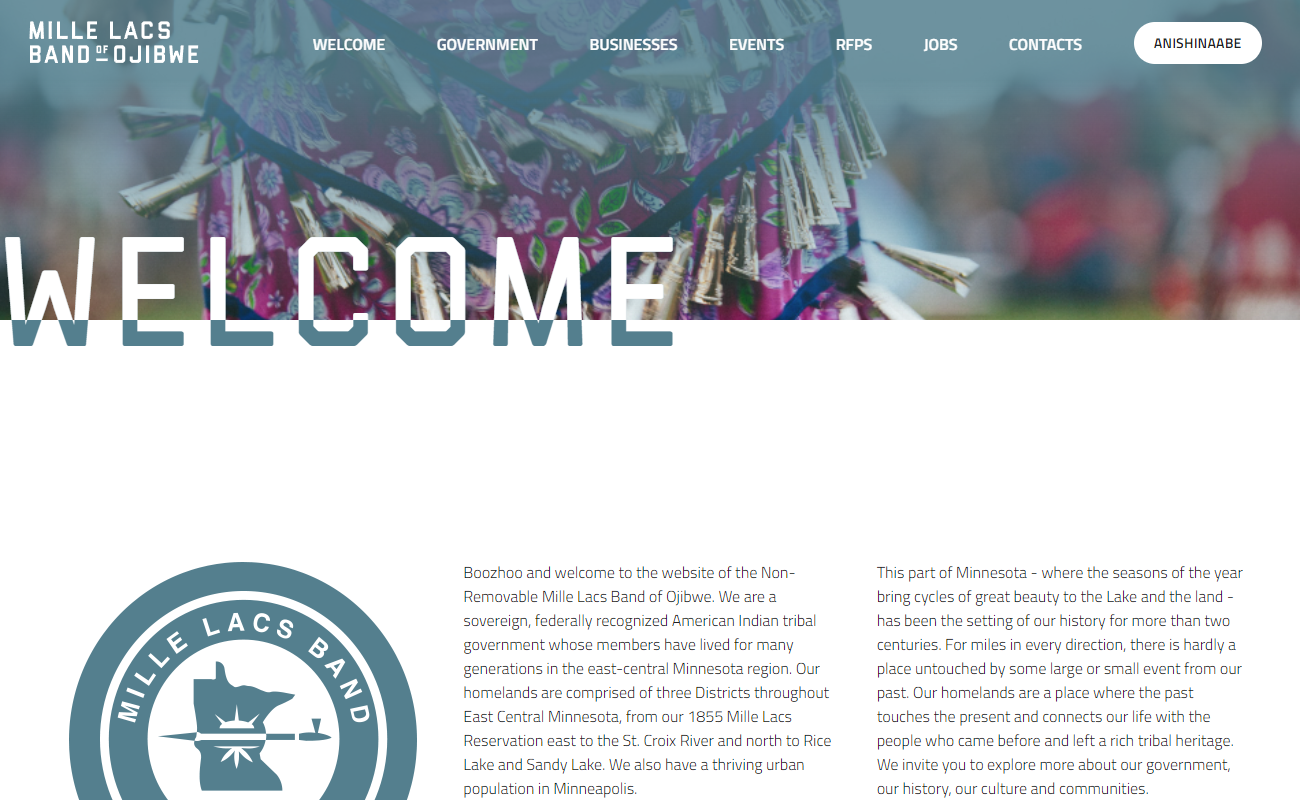 MILLE LACS
BAND OF OJIBWE
WELCOME
GOVERNMENT
BUSINESSES
EVENTS
RFPS
JOBS
CONTACTS
ANISHINAABE
WELCOME
MILLE LACS BAND
Boozhoo and welcome to the website of the Non-
Removable Mille Lacs Band of Ojibwe. We are a
sovereign, federally recognized American Indian tribal
government whose members have lived for many
generations in the east-central Minnesota region. Our
homelands are comprised of three Districts throughout
East Central Minnesota, from our 1855 Mille Lacs
Reservation east to the St. Croix River and north to Rice
Lake and Sandy Lake. We also have a thriving urban
population in Minneapolis.
This part of Minnesota - where the seasons of the year
bring cycles of great beauty to the Lake and the land -
has been the setting of our history for more than two
centuries. For miles in every direction, there is hardly a
place untouched by some large or small event from our
past. Our homelands are a place where the past
touches the present and connects our life with the
people who came before and left a rich tribal heritage.
We invite you to explore more about our government,
our history, our culture and communities.